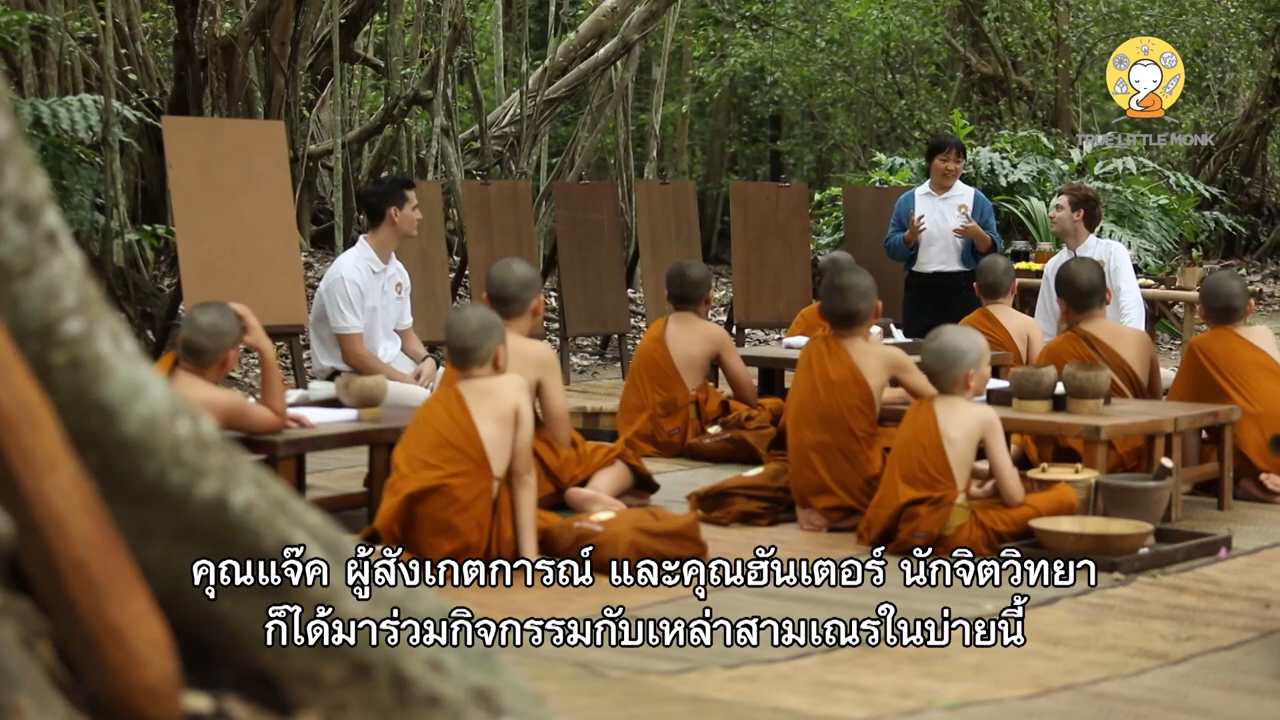 TRUE LITTLE MONK
คุณแจ๊ค ผู้สังเกตการณ์ และคุณฮันเตอร์ นักจิตวิทยา
ก็ได้มาร่วมกิจกรรมกับเหล่าสามเณรในบ่ายนี้